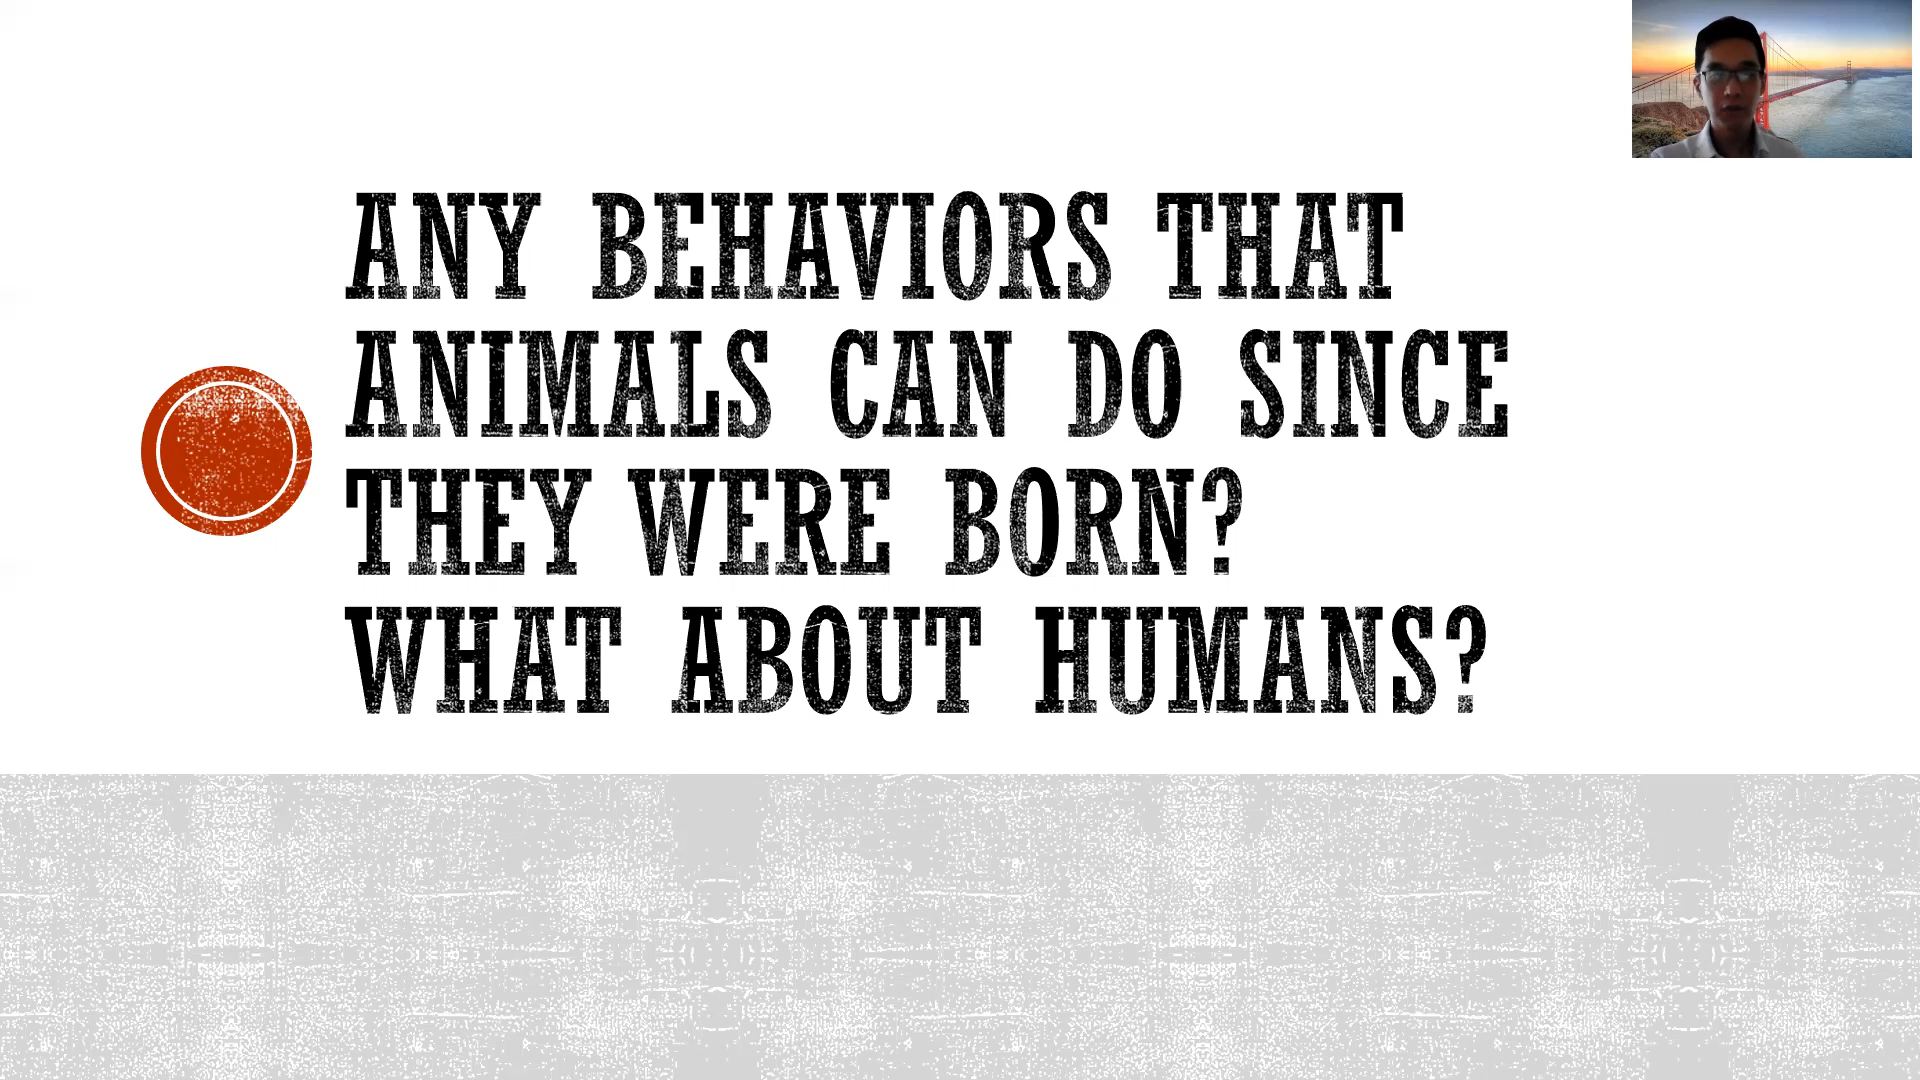 ANY BEHAVIORS THAT
ANIMALS CAN DO SINCE
THEY WERE BORN?
WHAT ABOUT HUMANS?